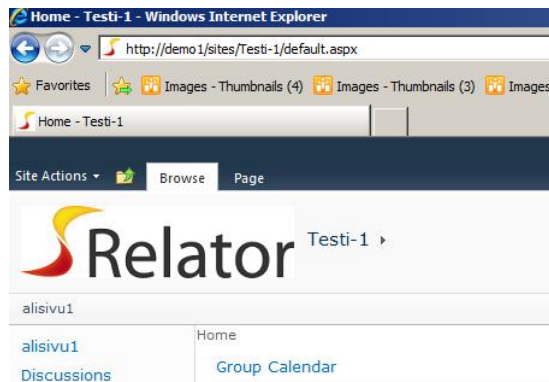 Home - Testi-1 - Windows Internet Explorer
http://demo1/sites/Testi-1/default.aspx
Favorites Images - Thumbnails (4) Images - Thumbnails (3) Images
Home - Testi-1
Site Actions Browse Page
Relator Testi-1
alisivu1
Home
alisivu1
Group Calendar
Discussions